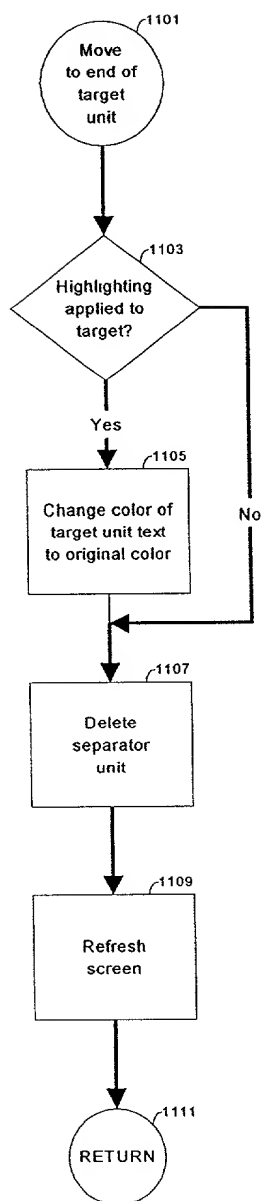 1101
Move
to end of
target
unit
1103
Highlighting
applied to
target?
Yes
No
1105
Change color of
target unit text
to original color
1107
Delete
separator
unit
1109
Refresh
screen
1111
RETURN